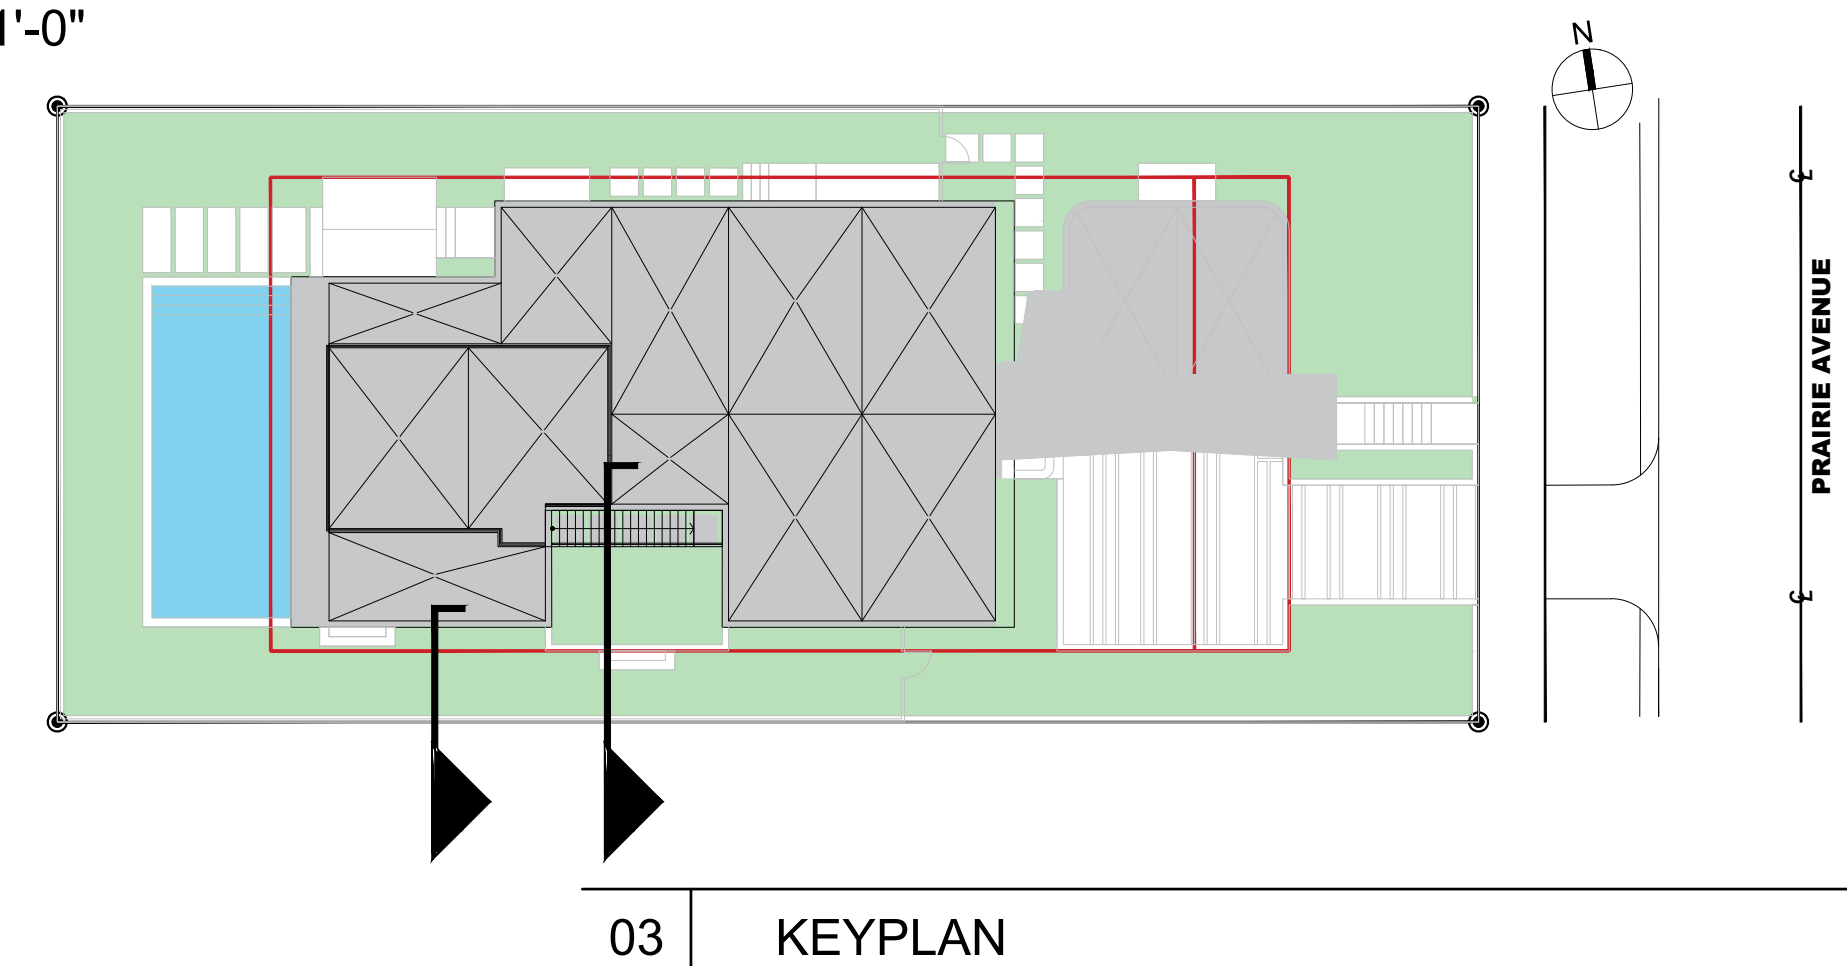 1'-0"
N
℄
PRAIRIE AVENUE
℄
03
KEYPLAN